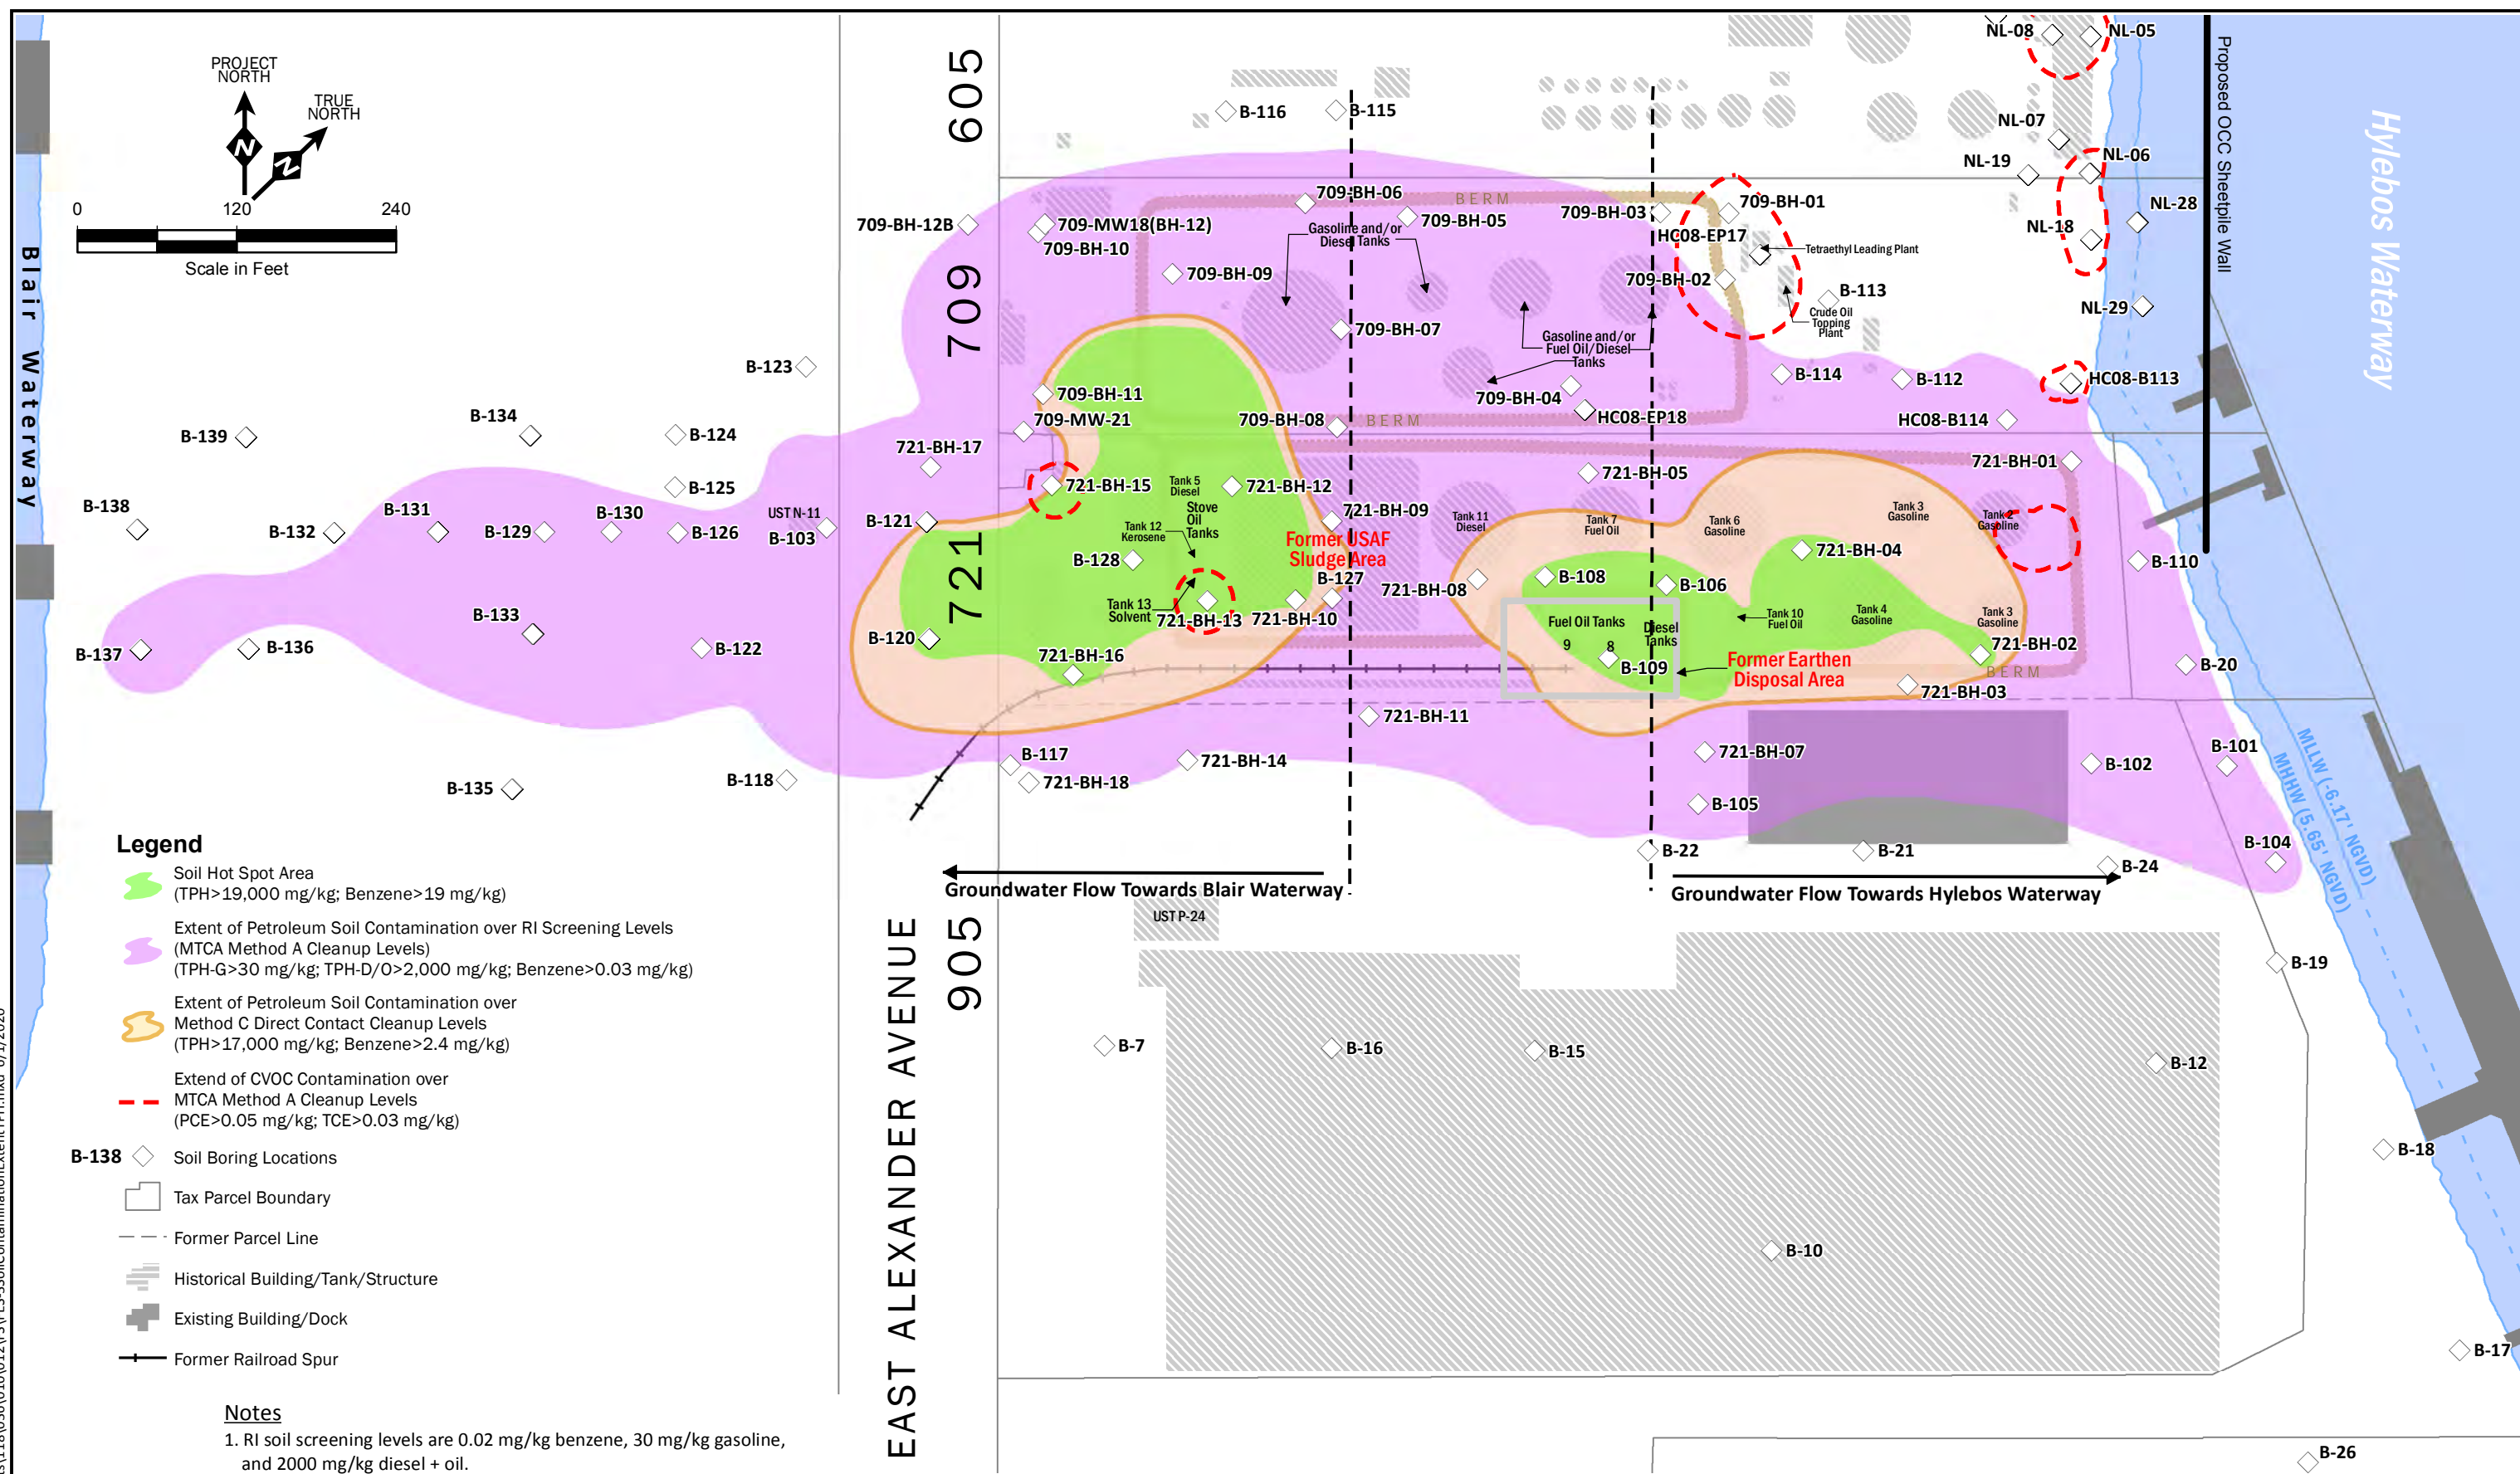 PROJECT
NORTH
TRUE
NORTH
N
N
0
120
240
Scale in Feet
Blair Waterway
Hylebos Waterway
Proposed OCC Sheetpile Wall
605
709
721
905
EAST ALEXANDER AVENUE
NL-08
NL-05
NL-07
NL-06
NL-19
NL-28
NL-18
NL-29
B-116
B-115
709-BH-06
BERM
709-BH-05
709-BH-03
709-BH-01
709-BH-12B
709-MW18(BH-12)
709-BH-10
Gasoline and/or
Diesel Tanks
HC08-EP17
Tetraethyl Leading Plant
709-BH-09
709-BH-02
B-113
Crude Oil
Topping
Plant
709-BH-07
Gasoline and/or
Fuel Oil/Diesel
Tanks
B-123
B-114
B-112
HC08-B113
709-BH-11
709-BH-04
HC08-EP18
HC08-B114
709-MW-21
709-BH-08
BERM
B-139
B-134
B-124
721-BH-17
721-BH-05
721-BH-01
B-125
721-BH-15
Tank 5
Diesel
721-BH-12
Stove
Oil
Tanks
B-138
B-132
B-131
B-129
B-130
B-126
UST N-11
B-103
B-121
Tank 12
Kerosene
721-BH-09
Former USAF
Sludge Area
Tank 11
Diesel
Tank 7
Fuel Oil
Tank 6
Gasoline
Tank 3
Gasoline
Tank 2
Gasoline
B-128
B-127
721-BH-04
B-110
721-BH-08
B-108
B-106
Tank 13
Solvent
721-BH-13
721-BH-10
Fuel Oil Tanks
9
8
Diesel
Tanks
Tank 10
Fuel Oil
Tank 4
Gasoline
Tank 3
Gasoline
B-133
B-120
B-137
B-136
B-122
721-BH-16
B-109
Former Earthen
Disposal Area
721-BH-02
BERM
B-20
721-BH-03
721-BH-11
B-117
721-BH-18
721-BH-14
721-BH-07
B-102
B-101
B-135
B-118
B-105
MLLW (-6.17' NGVD)
MHHW (5.65' NGVD)
B-22
B-21
B-24
B-104
Groundwater Flow Towards Blair Waterway
Groundwater Flow Towards Hylebos Waterway
UST P-24
B-19
B-7
B-16
B-15
B-12
B-18
B-10
B-17
B-26
Legend
Soil Hot Spot Area
(TPH>19,000 mg/kg; Benzene>19 mg/kg)
Extent of Petroleum Soil Contamination over RI Screening Levels
(MTCA Method A Cleanup Levels)
(TPH-G>30 mg/kg; TPH-D/O>2,000 mg/kg; Benzene>0.03 mg/kg)
Extent of Petroleum Soil Contamination over
Method C Direct Contact Cleanup Levels
(TPH>17,000 mg/kg; Benzene>2.4 mg/kg)
Extend of CVOC Contamination over
MTCA Method A Cleanup Levels
(PCE>0.05 mg/kg; TCE>0.03 mg/kg)
B-138
Soil Boring Locations
Tax Parcel Boundary
Former Parcel Line
Historical Building/Tank/Structure
Existing Building/Dock
Former Railroad Spur
Notes
1. RI soil screening levels are 0.02 mg/kg benzene, 30 mg/kg gasoline,
and 2000 mg/kg diesel + oil.